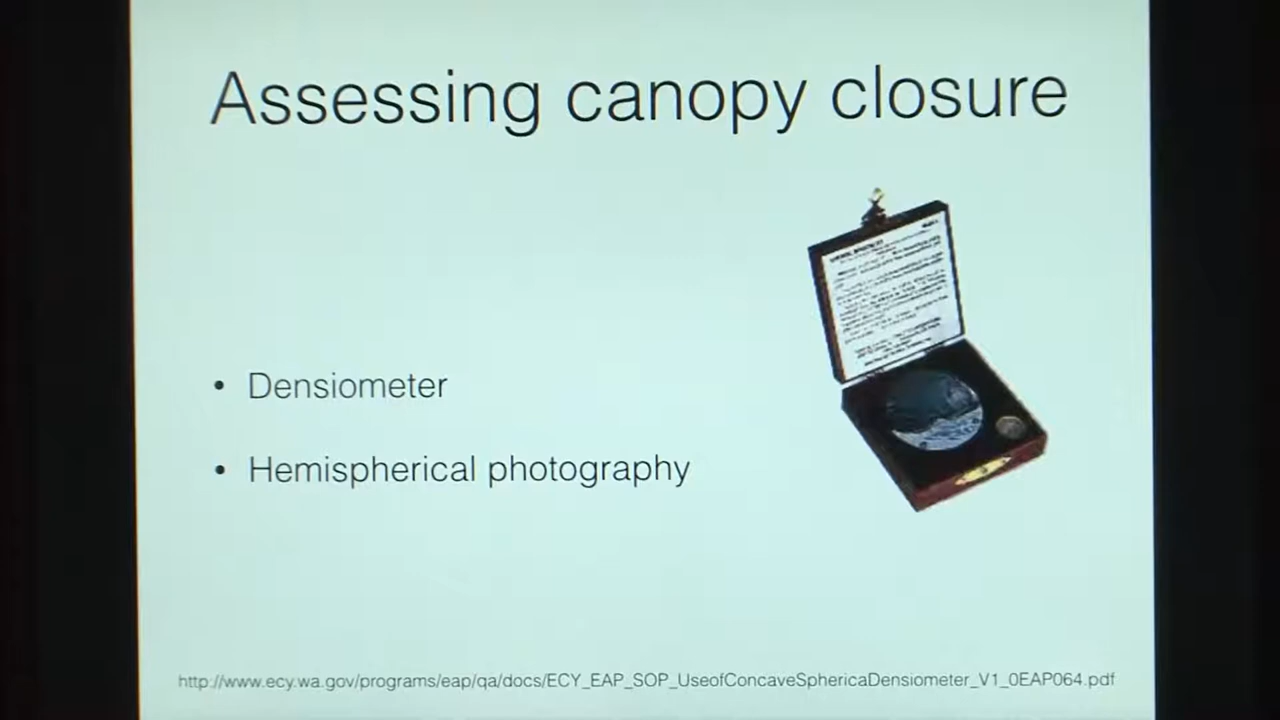 Assessing canopy closure
• Densiometer
• Hemispherical photography
http://www.ecy.wa.gov/programs/eap/qa/docs/ECY_EAP_SOP_UseofConcaveSphericaDensiometer_V1_0EAP064.pdf